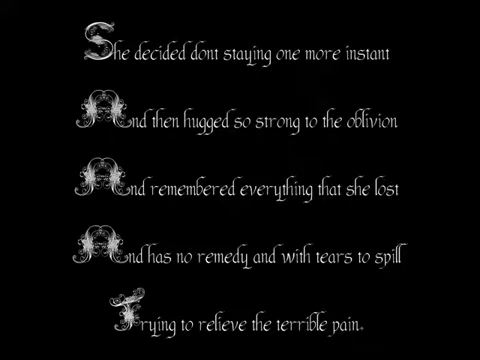 She decided dont staying one more instant
And then hugged so strong to the oblivion
And remembered everything that she lost
And has no remedy and with tears to spill
Trying to relieve the terrible pain.